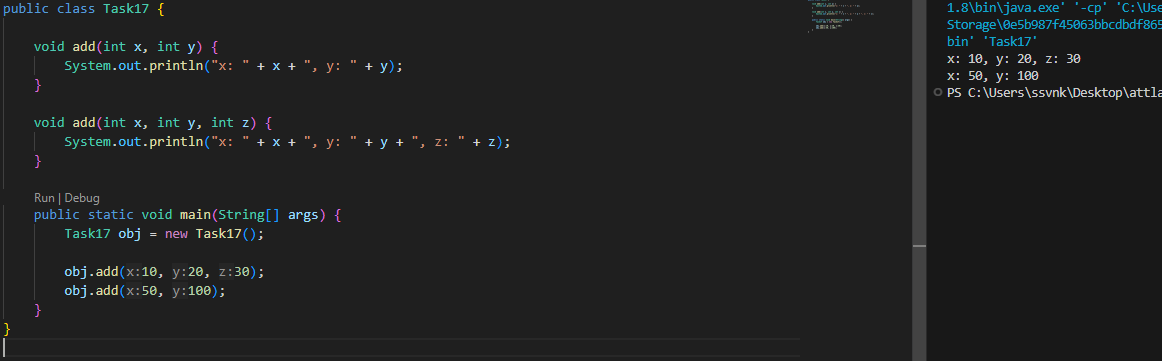 public class Task17 {
void add(int x, int y) {
System.out.println("x: " + x + ", y: " + y);
}
void add(int x, int y, int z) {
System.out.println("x: " + x + ", y: " + y + ", z: " + z);
}
Run | Debug
public static void main(String[] args) {
Task17 obj = new Task17();
obj.add(x:10, y:20, z:30);
obj.add(x:50, y:100);
}
}
1.8\bin\java.exe' '-cp' 'C:\Use
Storage\0e5b987f45063bbcdbdf865
bin' 'Task17'
x: 10, y: 20, z: 30
x: 50, y: 100
PS C:\Users\ssvnk\Desktop\attla